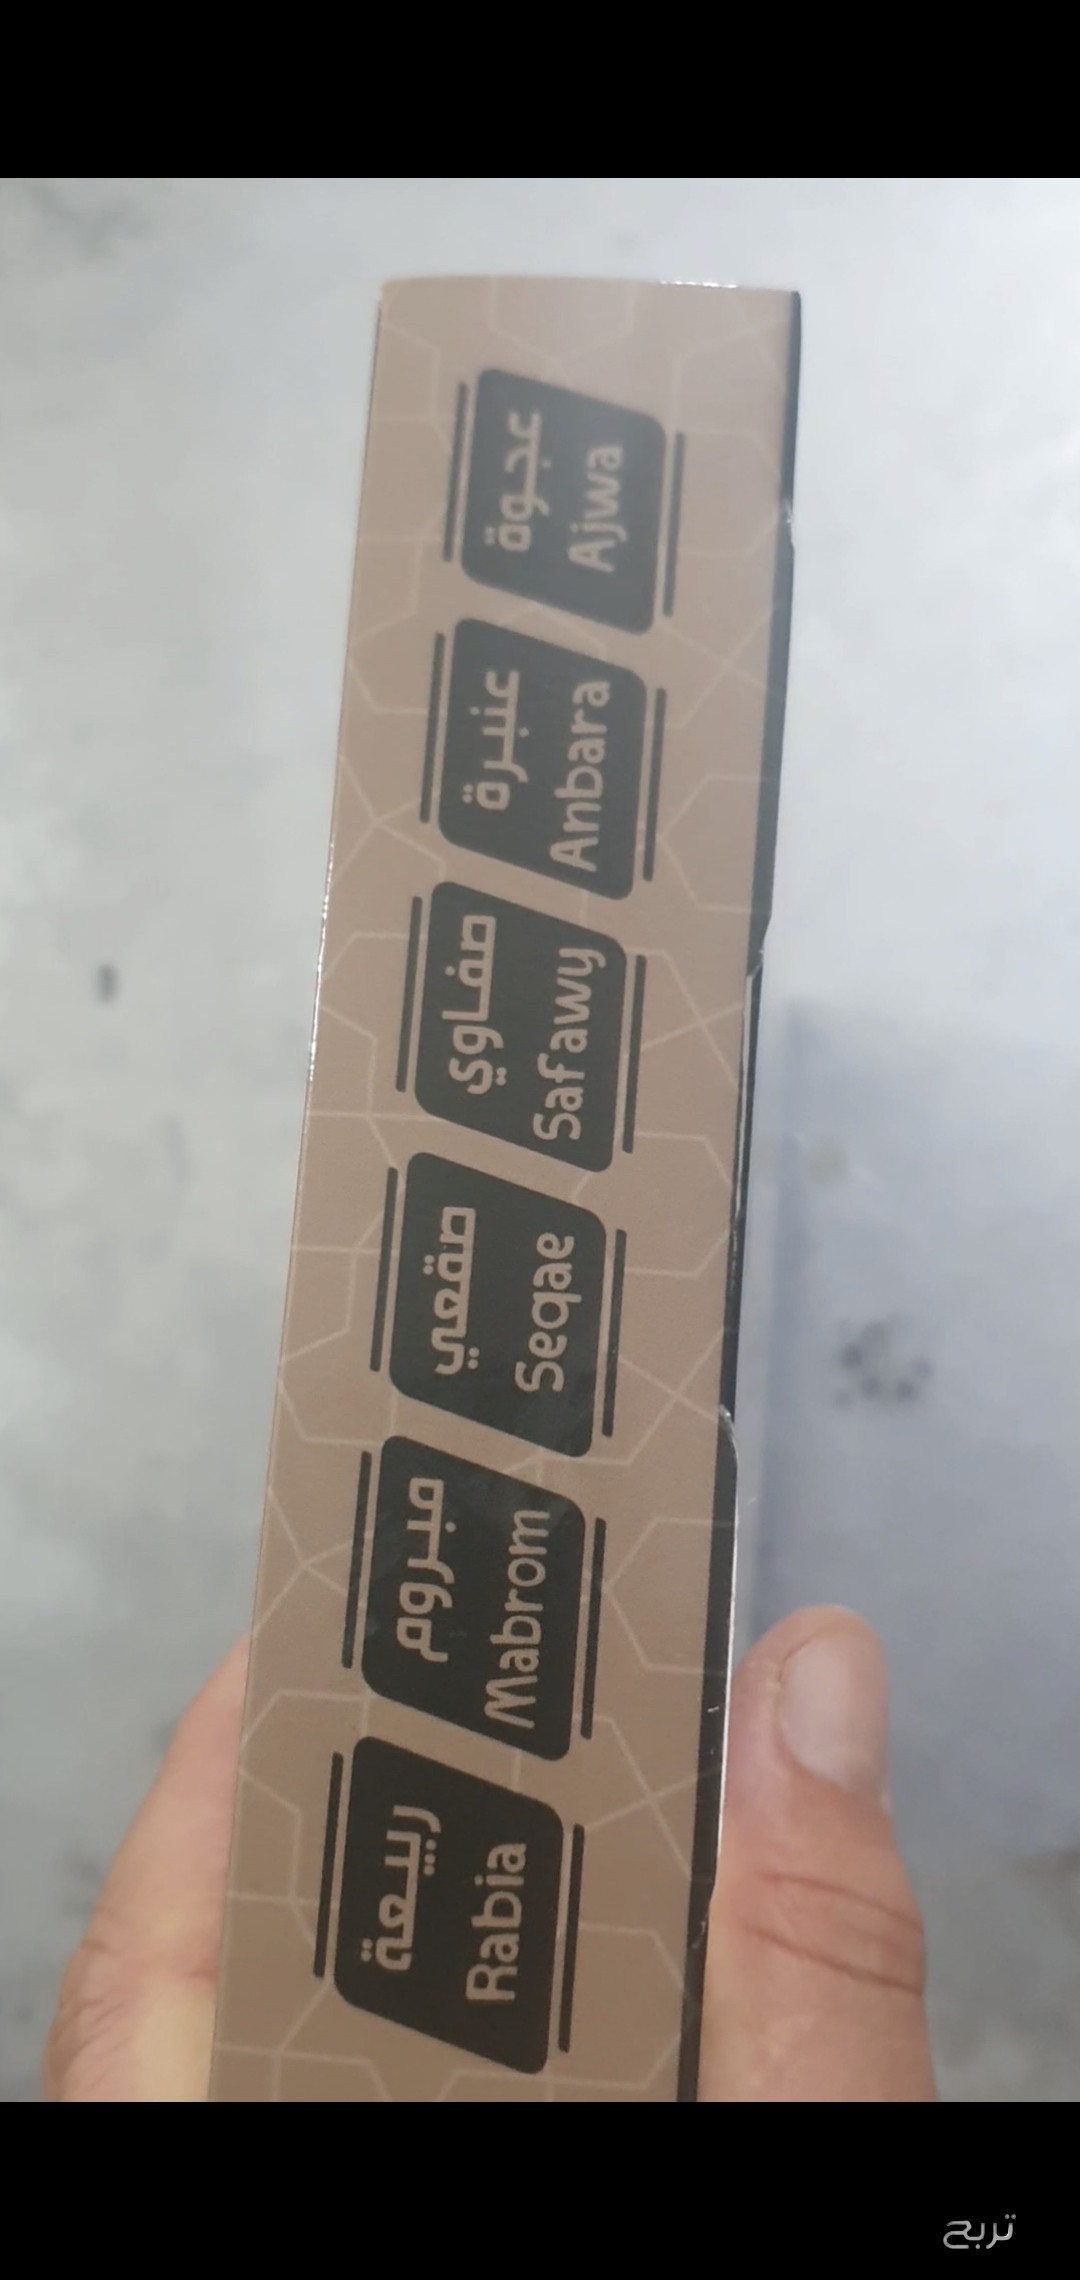 عجوة
Ajwa
عنبرة
Anbara
صفاوي
Safawy
صقعي
Seqae
مبروم
Mabrom
ربيعة
Rabia
تربح